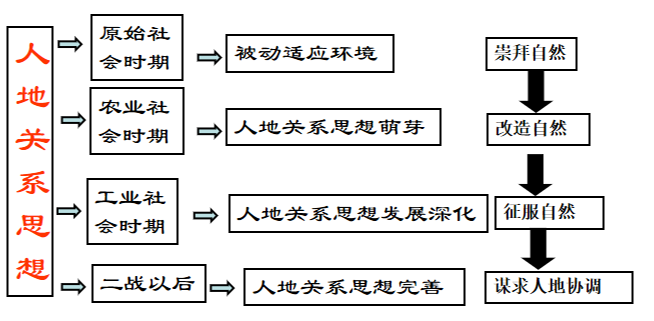 人地关系思想
原始社
会时期
被动适应环境
崇拜自然
农业社
会时期
人地关系思想萌芽
改造自然
工业社
会时期
人地关系思想发展深化
征服自然
二战以后
人地关系思想完善
谋求人地协调